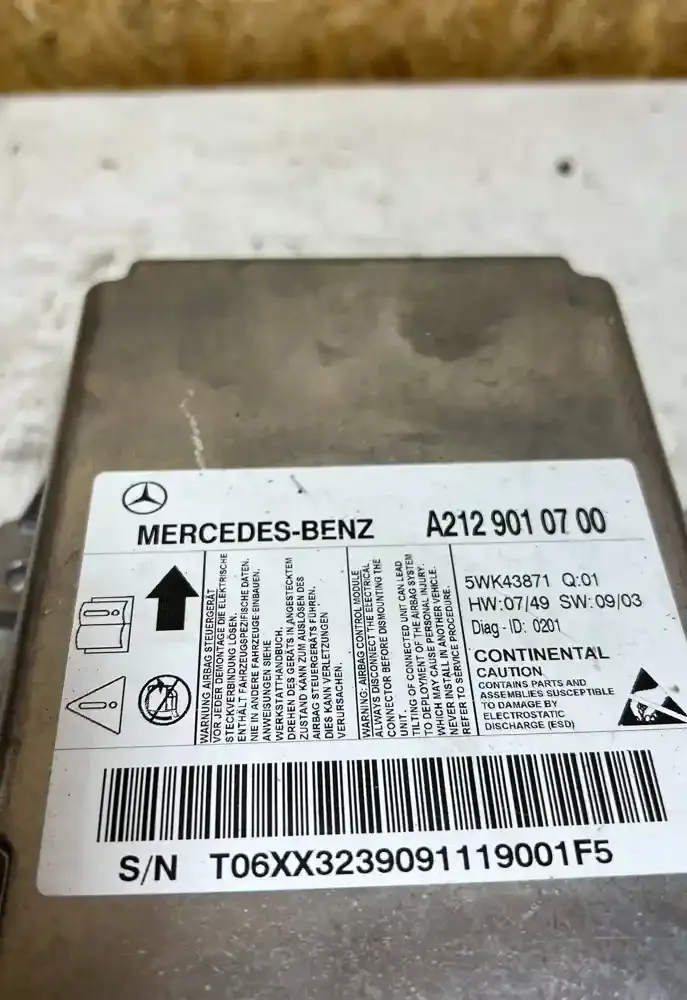 MERCEDES-BENZ
A212 901 07 00
WARNUNG AIRBAG STEUERGERÄT
VOR JEDER DEMONTAGE DIE ELEKTRISCHE
STECKVERBINDUNG LÖSEN.
ENTHÄLT FAHRZEUGSPEZIFISCHE DATEN.
NIE IN ANDERE FAHRZEUGE EINBAUEN.
ANWEISUNGEN SIEHE
WERKSTATTHANDBUCH.
DREHEN DES GERÄTS IN ANGESTECKTEM
ZUSTAND KANN ZUM AUSLÖSEN DES
AIRBAG STEUERGERÄTS FÜHREN.
DIES KANN VERLETZUNGEN
VERURSACHEN.
WARNING: AIRBAG CONTROL MODULE
ALWAYS DISCONNECT THE ELECTRICAL
CONNECTOR BEFORE DISMOUNTING THE
UNIT.
TILTING OF CONNECTED UNIT CAN LEAD
TO DEPLOYMENT OF THE AIRBAG SYSTEM
WHICH MAY CAUSE PERSONAL INJURY.
NEVER INSTALL IN ANOTHER VEHICLE.
REFER TO SERVICE PROCEDURE.
5WK43871 Q:01
HW:07/49 SW:09/03
Diag-ID: 0201
CONTINENTAL
CAUTION
CONTAINS PARTS AND
ASSEMBLIES SUSCEPTIBLE
TO DAMAGE BY
ELECTROSTATIC
DISCHARGE (ESD)
S/N T06XX3239091119001F5